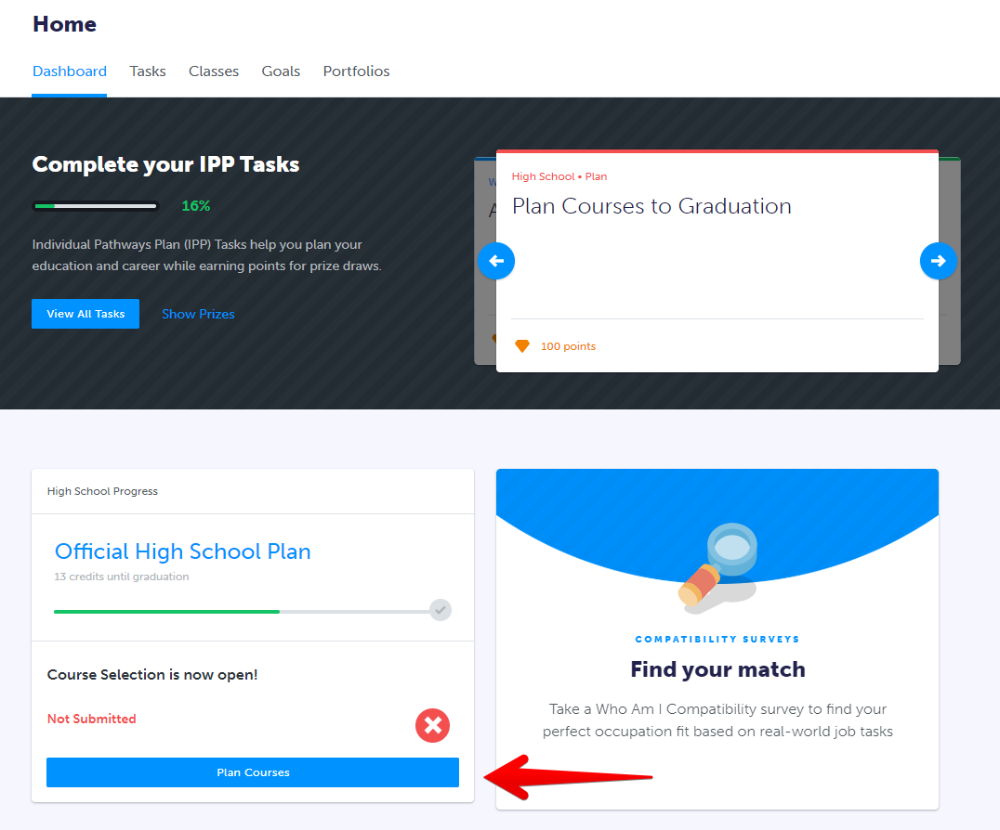 Home
Dashboard Tasks Classes Goals Portfolios
Complete your IPP Tasks
16%
Individual Pathways Plan (IPP) Tasks help you plan your
education and career while earning points for prize draws.
View All Tasks Show Prizes
High School • Plan
Plan Courses to Graduation
100 points
High School Progress
Official High School Plan
13 credits until graduation
Course Selection is now open!
Not Submitted
Plan Courses
COMPATIBILITY SURVEYS
Find your match
Take a Who Am I Compatibility survey to find your
perfect occupation fit based on real-world job tasks